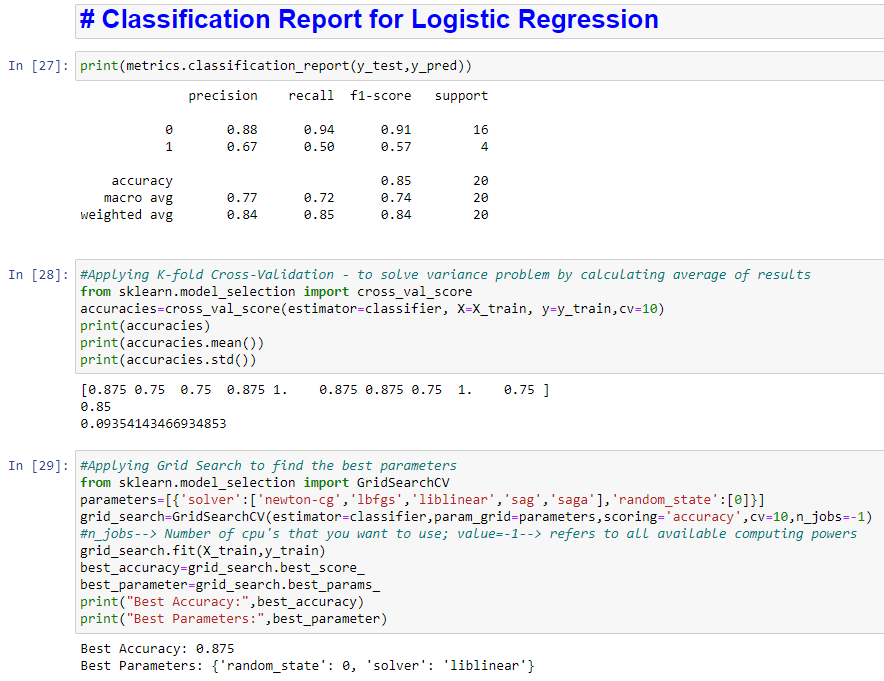 # Classification Report for Logistic Regression
In [27]: print(metrics.classification_report(y_test,y_pred))
precision recall f1-score support
0 0.88 0.94 0.91 16
1 0.67 0.50 0.57 4
accuracy 0.85 20
macro avg 0.77 0.72 0.74 20
weighted avg 0.84 0.85 0.84 20
In [28]: #Applying K-fold Cross-Validation - to solve variance problem by calculating average of results
from sklearn.model_selection import cross_val_score
accuracies=cross_val_score(estimator=classifier, X=X_train, y=y_train,cv=10)
print(accuracies)
print(accuracies.mean())
print(accuracies.std())
[0.875 0.75 0.75 0.875 1. 0.875 0.875 0.75 1. 0.75 ]
0.85
0.09354143466934853
In [29]: #Applying Grid Search to find the best parameters
from sklearn.model_selection import GridSearchCV
parameters=[{'solver':['newton-cg','lbfgs','liblinear','sag','saga'],'random_state':[0]}]
grid_search=GridSearchCV(estimator=classifier,param_grid=parameters,scoring='accuracy',cv=10,n_jobs=-1)
#n_jobs--> Number of cpu's that you want to use; value=-1--> refers to all available computing powers
grid_search.fit(X_train,y_train)
best_accuracy=grid_search.best_score_
best_parameter=grid_search.best_params_
print("Best Accuracy:",best_accuracy)
print("Best Parameters:",best_parameter)
Best Accuracy: 0.875
Best Parameters: {'random_state': 0, 'solver': 'liblinear'}